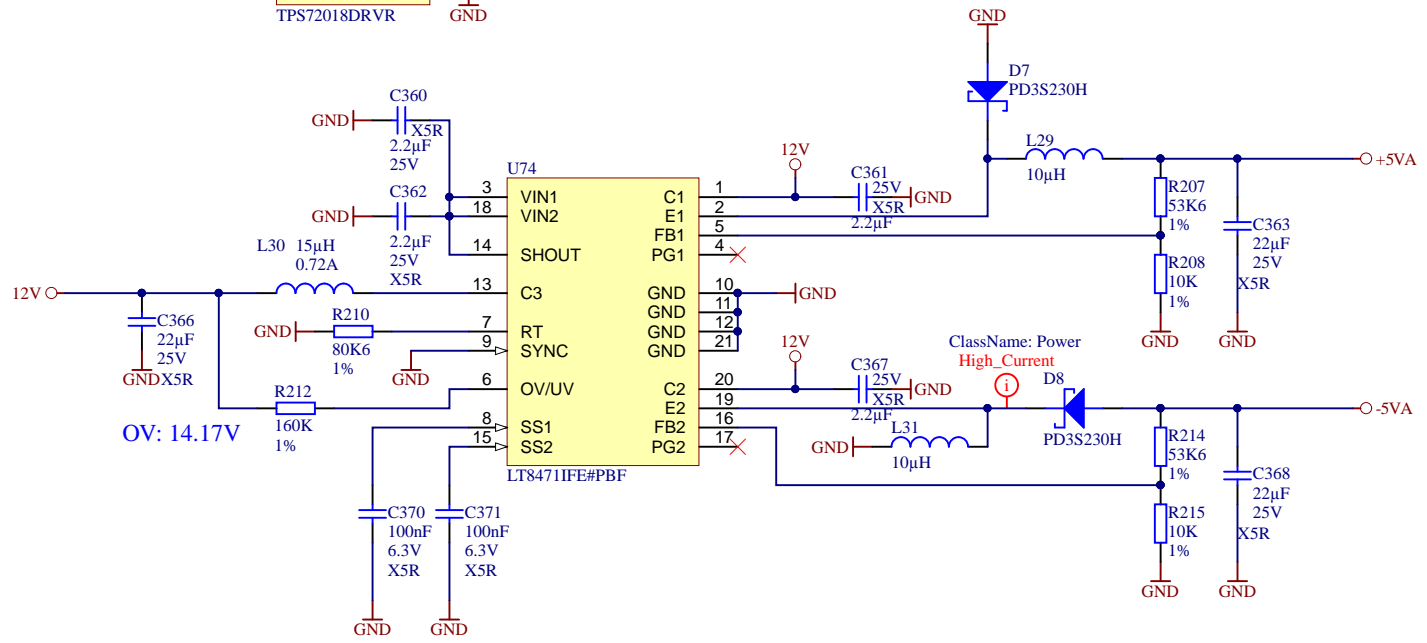 TPS72018DRVR
GND
GND
D7
PD3S230H
C360
GND
X5R
2.2µF
25V
12V
L29
10µH
+5VA
U74
C361
25V
GND
X5R
2.2µF
R207
53K6
1%
3
VIN1
C1
1
18
VIN2
E1
2
C362
GND
2.2µF
25V
X5R
FB1
5
14
SHOUT
PG1
4
C363
22µF
25V
X5R
L30
15µH
0.72A
R208
10K
1%
12V
13
C3
GND
10
GND
GND
11
GND
12
GND
21
C366
22µF
25V
X5R
GND
GND
R210
80K6
1%
7
RT
9
SYNC
GND
GND
GND
12V
ClassName: Power
High_Current
i
R212
160K
1%
6
OV/UV
C2
20
C367
25V
GND
X5R
2.2µF
D8
PD3S230H
-5VA
E2
19
OV: 14.17V
8
SS1
FB2
16
15
SS2
PG2
17
GND
L31
10µH
R214
53K6
1%
LT8471IFE#PBF
C368
22µF
25V
X5R
C370
100nF
6.3V
X5R
C371
100nF
6.3V
X5R
R215
10K
1%
GND
GND
GND
GND